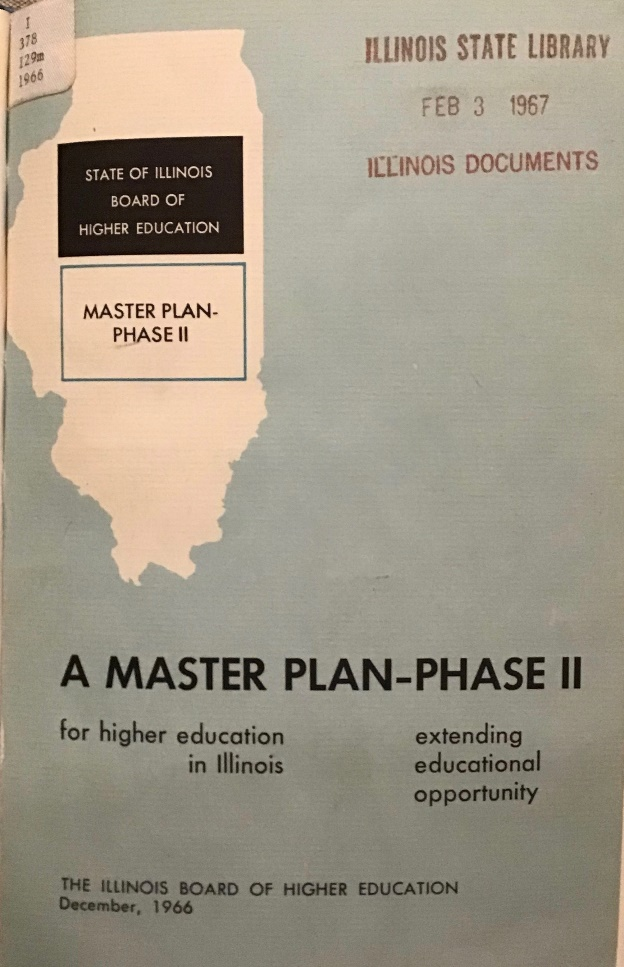 I
378
I29m
1966
ILLINOIS STATE LIBRARY
FEB 3 1967
ILLINOIS DOCUMENTS
STATE OF ILLINOIS
BOARD OF
HIGHER EDUCATION
MASTER PLAN-
PHASE II
A MASTER PLAN-PHASE II
for higher education
in Illinois
extending
educational
opportunity
THE ILLINOIS BOARD OF HIGHER EDUCATION
December, 1966